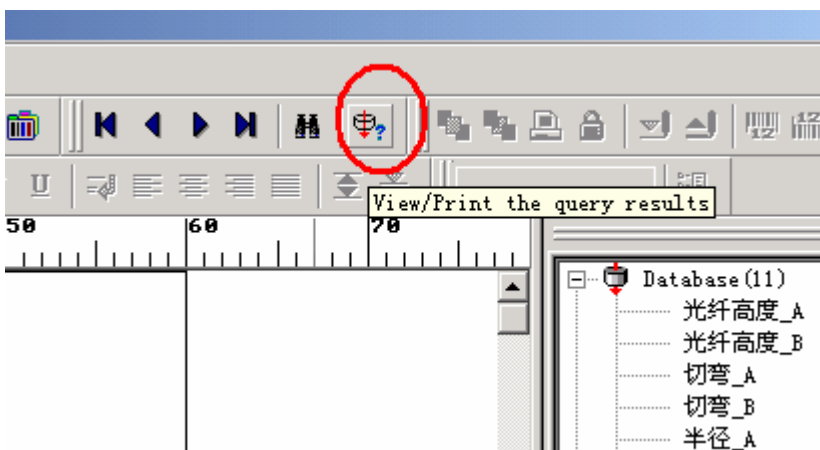 U
View/Print the query results
50 60 70
Database(11)
光纤高度_A
光纤高度_B
切弯_A
切弯_B
半径_A